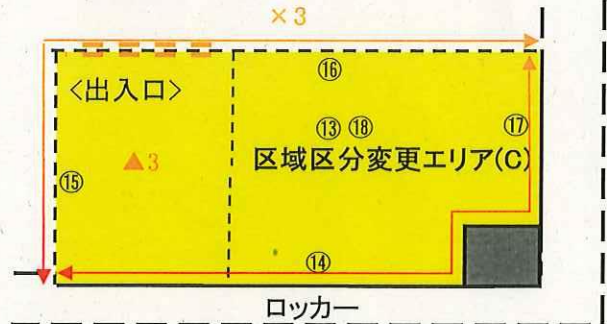 ×3
⑯
<出入口>
⑬ ⑱
⑰
▲3
区域区分変更エリア(C)
⑮
⑭
ロッカー